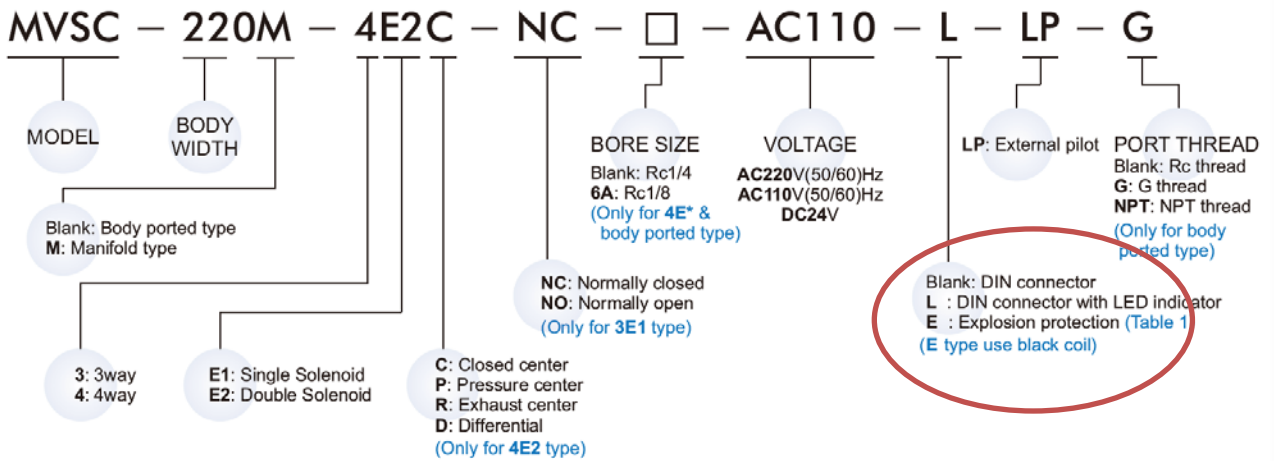 MVSC – 220M – 4E2C – NC – □ – AC110 – L – LP – G
MODEL
BODY
WIDTH
Blank: Body ported type
M: Manifold type
3: 3way
4: 4way
E1: Single Solenoid
E2: Double Solenoid
C: Closed center
P: Pressure center
R: Exhaust center
D: Differential
(Only for 4E2 type)
NC: Normally closed
NO: Normally open
(Only for 3E1 type)
BORE SIZE
Blank: Rc1/4
6A: Rc1/8
(Only for 4E* &
body ported type)
VOLTAGE
AC220V(50/60)Hz
AC110V(50/60)Hz
DC24V
Blank: DIN connector
L : DIN connector with LED indicator
E : Explosion protection (Table 1
(E type use black coil)
LP: External pilot
PORT THREAD
Blank: Rc thread
G: G thread
NPT: NPT thread
(Only for body
ported type)